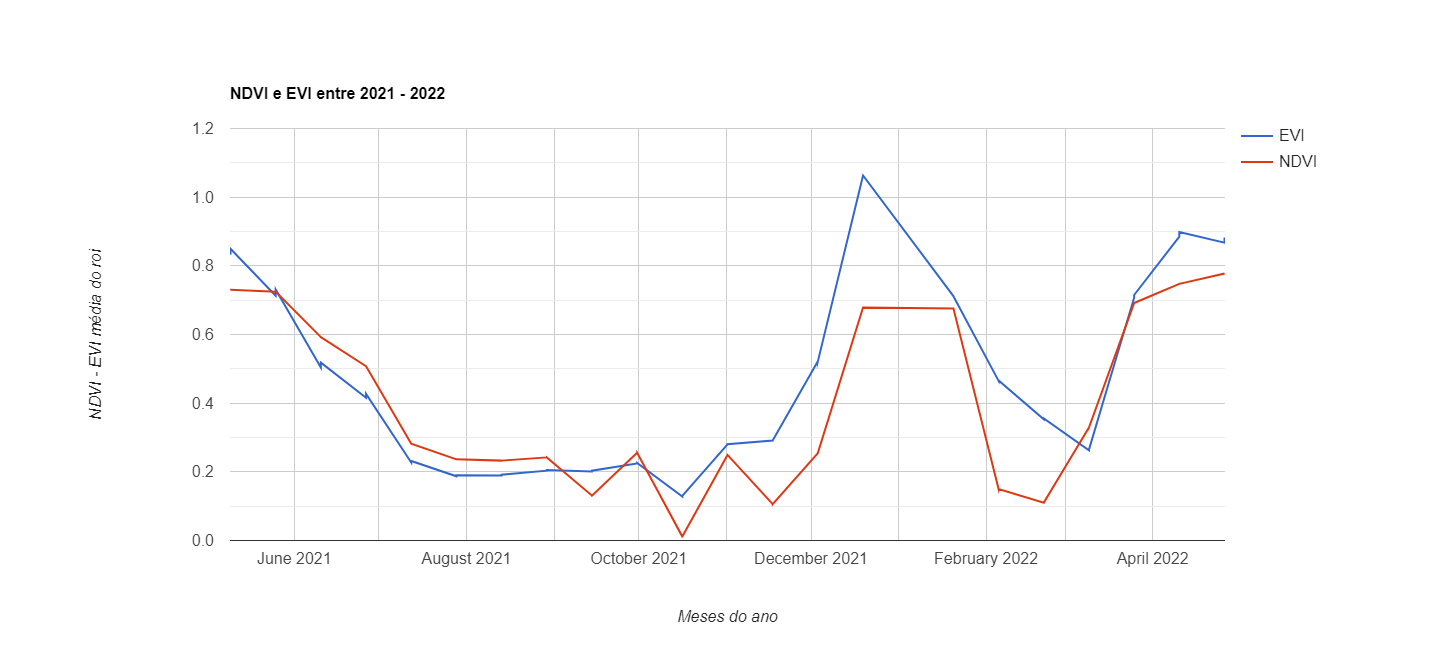 NDVI e EVI entre 2021 - 2022
EVI
NDVI
NDVI - EVI média do roi
1.2
1.0
0.8
0.6
0.4
0.2
0.0
June 2021
August 2021
October 2021
December 2021
February 2022
April 2022
Meses do ano